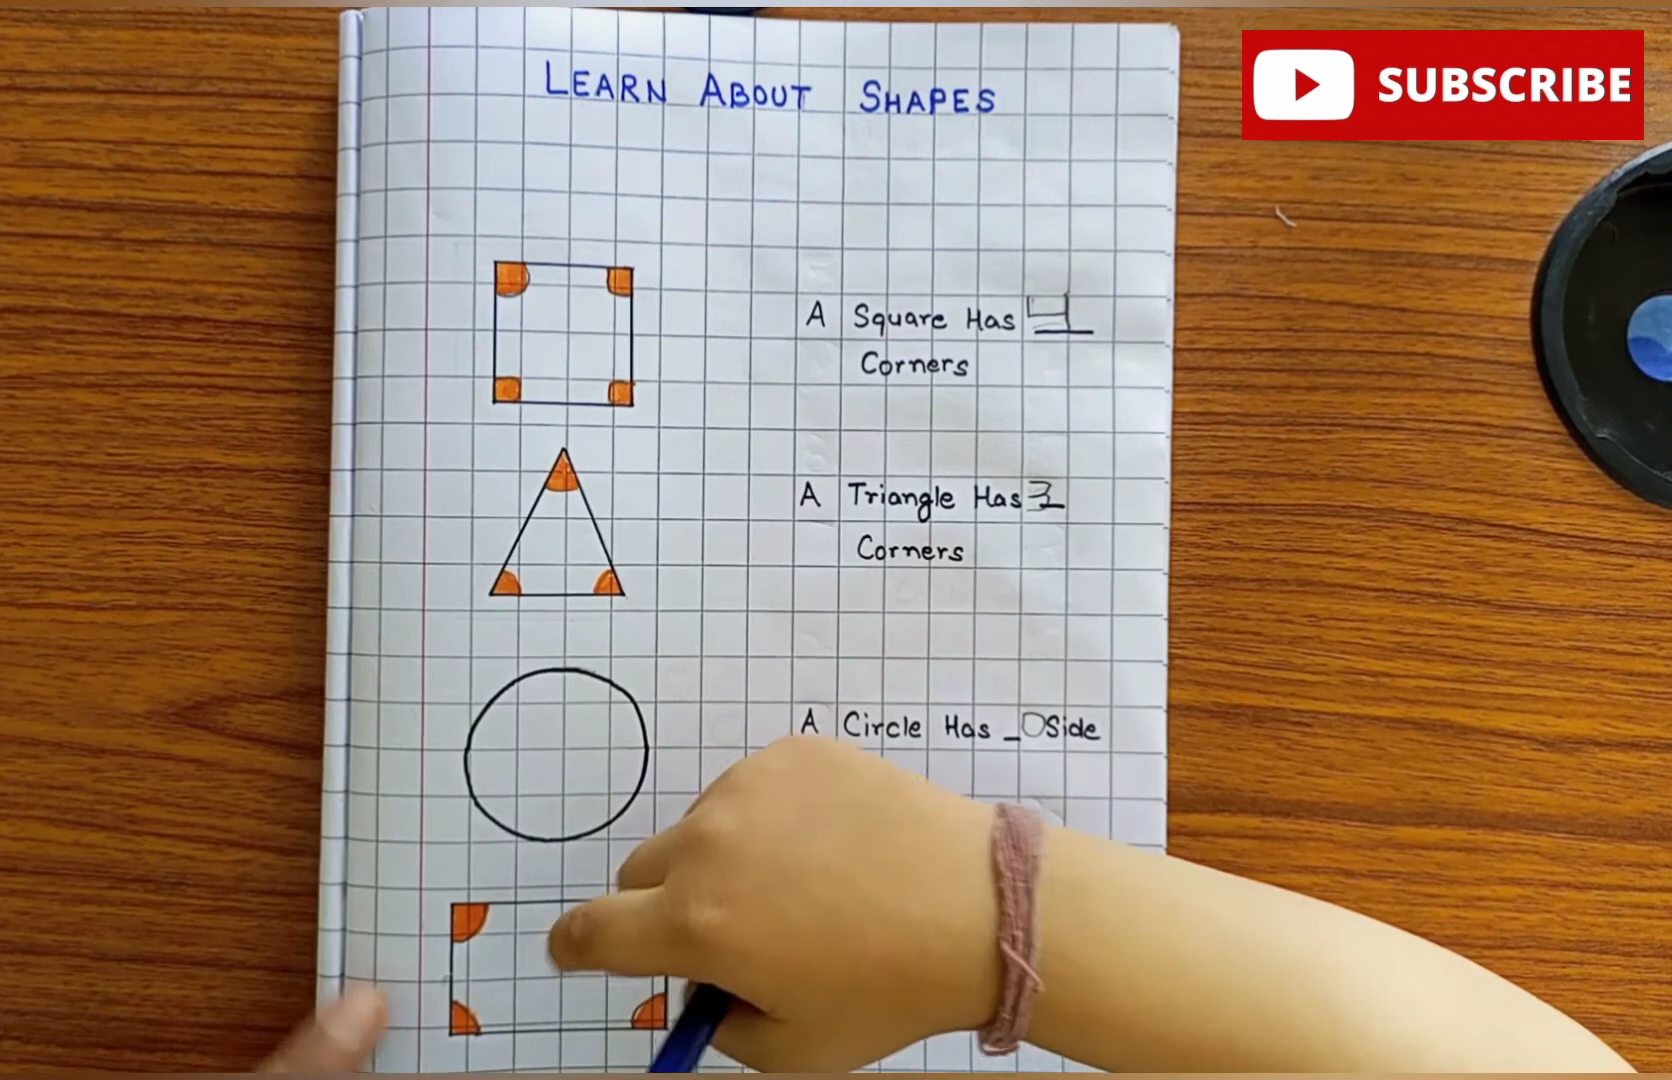 LEARN ABOUT SHAPES
SUBSCRIBE
A Square Has 4
Corners
A Triangle Has 3
Corners
A Circle Has 0 Side